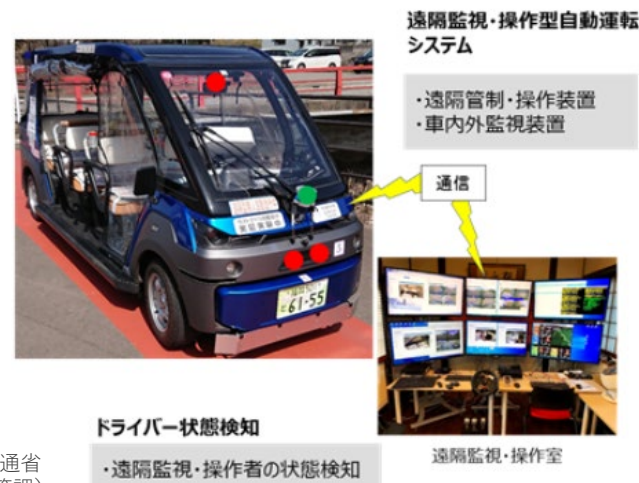 遠隔監視・操作型自動運転
システム
・遠隔管制・操作装置
・車内外監視装置
通信
61-55
遠隔監視・操作室
ドライバー状態検知
・遠隔監視・操作者の状態検知
通省